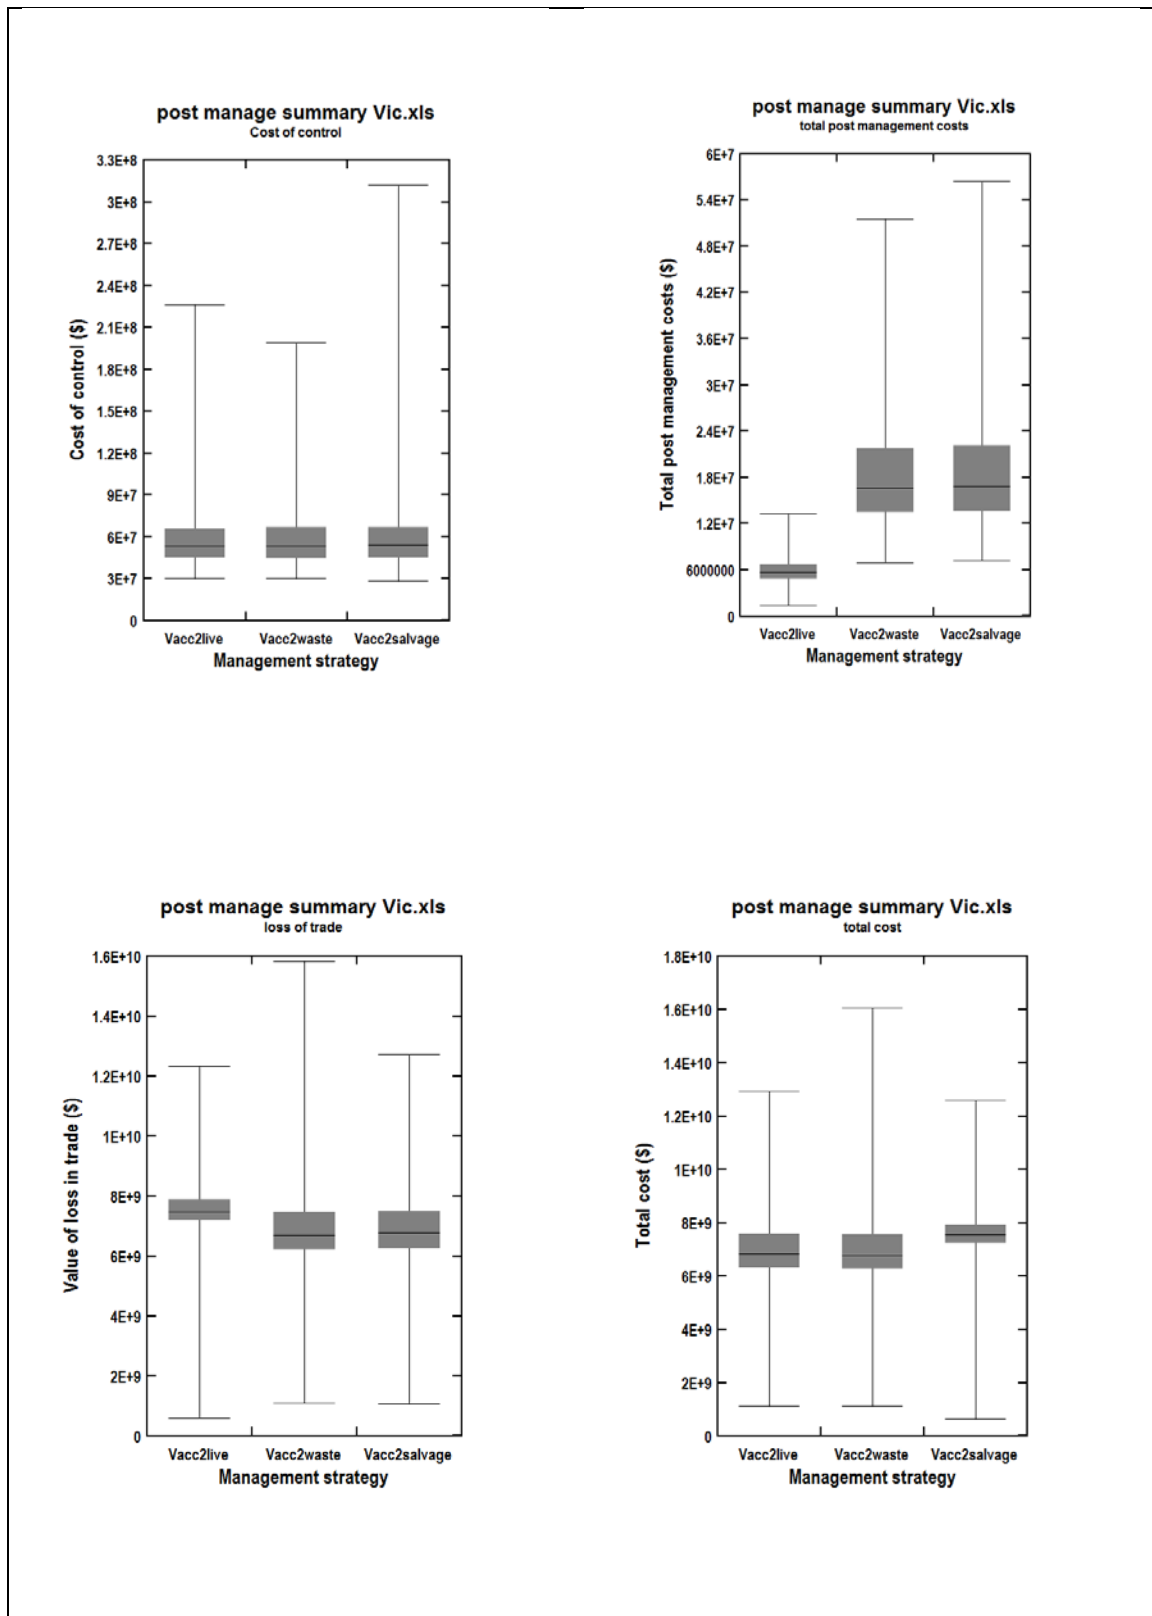 post manage summary Vic.xls
Cost of control
3.3E+8
3E+8
2.7E+8
2.4E+8
2.1E+8
1.8E+8
1.5E+8
1.2E+8
9E+7
6E+7
3E+7
0
Cost of control ($)
Vacc2live Vacc2waste Vacc2salvage
Management strategy
post manage summary Vic.xls
total post management costs
6E+7
5.4E+7
4.8E+7
4.2E+7
3.6E+7
3E+7
2.4E+7
1.8E+7
1.2E+7
6000000
0
Total post management costs ($)
Vacc2live Vacc2waste Vacc2salvage
Management strategy
post manage summary Vic.xls
loss of trade
1.6E+10
1.4E+10
1.2E+10
1E+10
8E+9
6E+9
4E+9
2E+9
0
Value of loss in trade ($)
Vacc2live Vacc2waste Vacc2salvage
Management strategy
post manage summary Vic.xls
total cost
1.8E+10
1.6E+10
1.4E+10
1.2E+10
1E+10
8E+9
6E+9
4E+9
2E+9
0
Total cost ($)
Vacc2live Vacc2waste Vacc2salvage
Management strategy